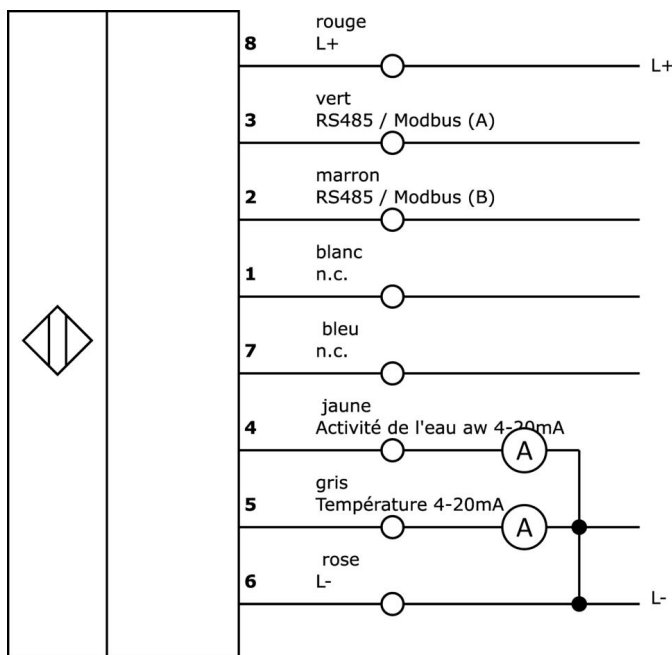 rouge
8 L+
L+
vert
3 RS485 / Modbus (A)
marron
2 RS485 / Modbus (B)
blanc
1 n.c.
bleu
7 n.c.
jaune
4 Activité de l'eau aw 4-20mA
A
gris
5 Température 4-20mA
A
rose
6 L-
L-